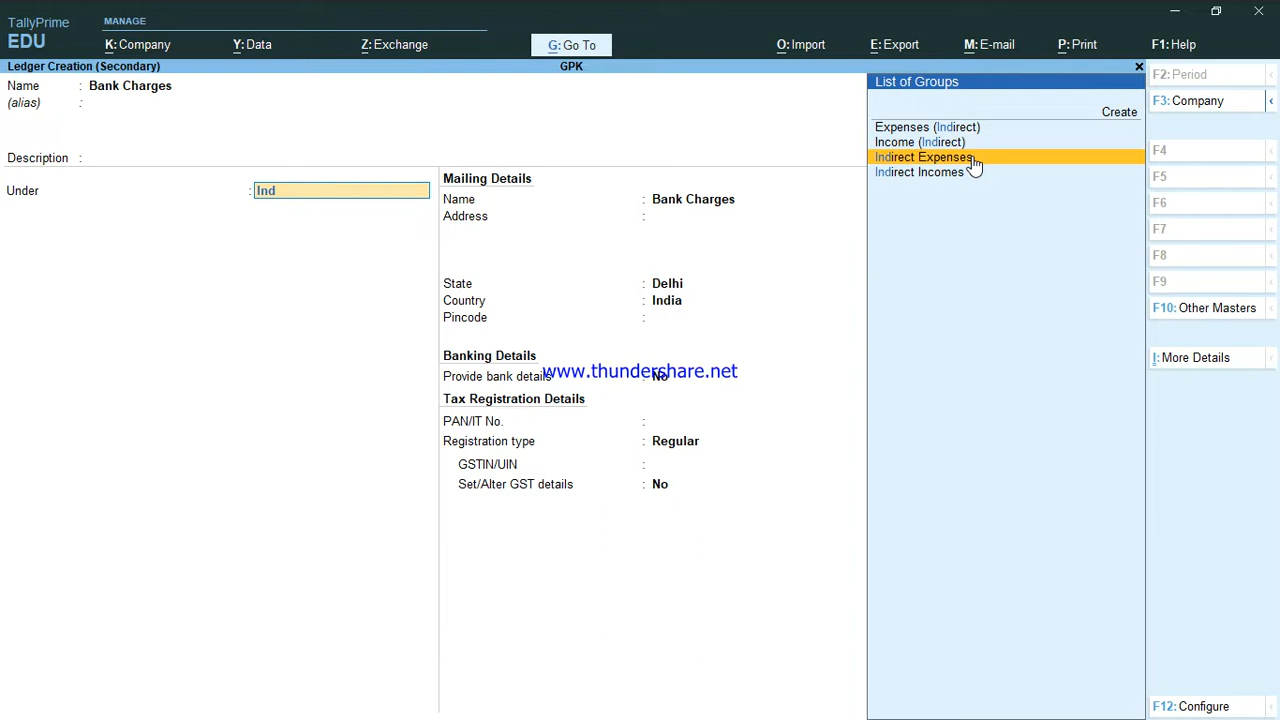 TallyPrime
EDU
MANAGE
K: Company
Y: Data
Z: Exchange
G: Go To
O: Import
E: Export
M: E-mail
P: Print
F1: Help
Ledger Creation (Secondary)
GPK
Name : Bank Charges
(alias) :
Description :
Under : Ind
Mailing Details
Name : Bank Charges
Address :
State : Delhi
Country : India
Pincode :
Banking Details
Provide bank details : No
www.thundershare.net
Tax Registration Details
PAN/IT No. :
Registration type : Regular
GSTIN/UIN :
Set/Alter GST details : No
List of Groups
Create
Expenses (Indirect)
Income (Indirect)
Indirect Expenses
Indirect Incomes
F2: Period
F3: Company
F4
F5
F6
F7
F8
F9
F10: Other Masters
I: More Details
F12: Configure